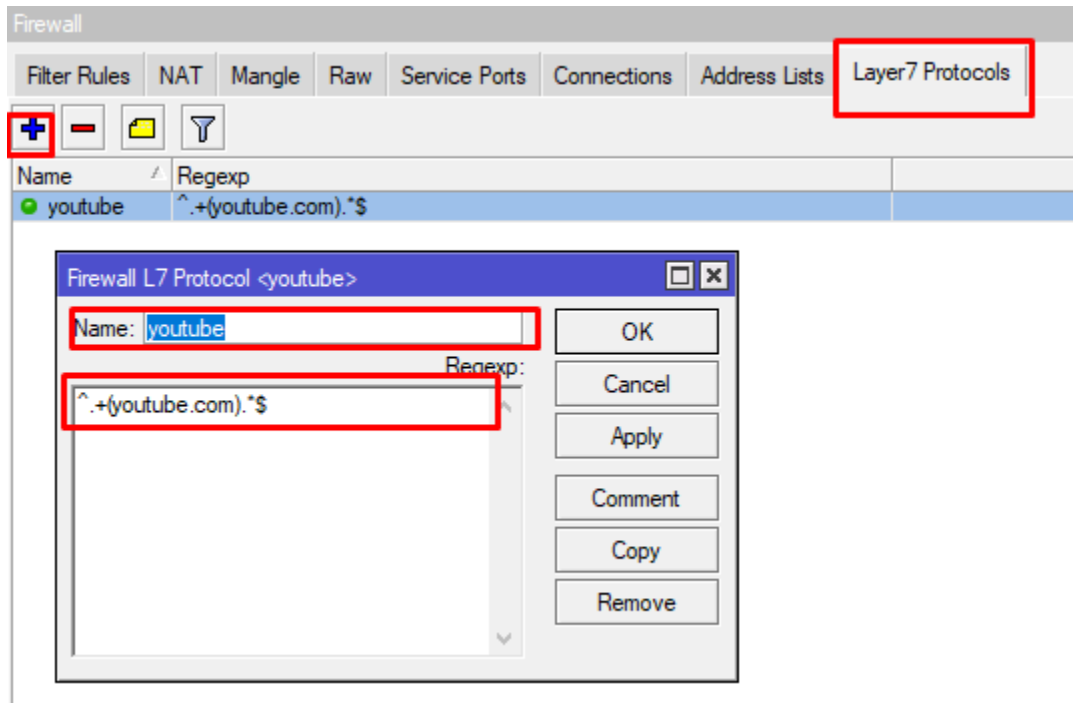 Firewall
Filter Rules NAT Mangle Raw Service Ports Connections Address Lists Layer7 Protocols
Name Regexp
youtube ^.+(youtube.com).*$
Firewall L7 Protocol <youtube>
Name: youtube
Regexp:
^.+(youtube.com).*$
OK
Cancel
Apply
Comment
Copy
Remove